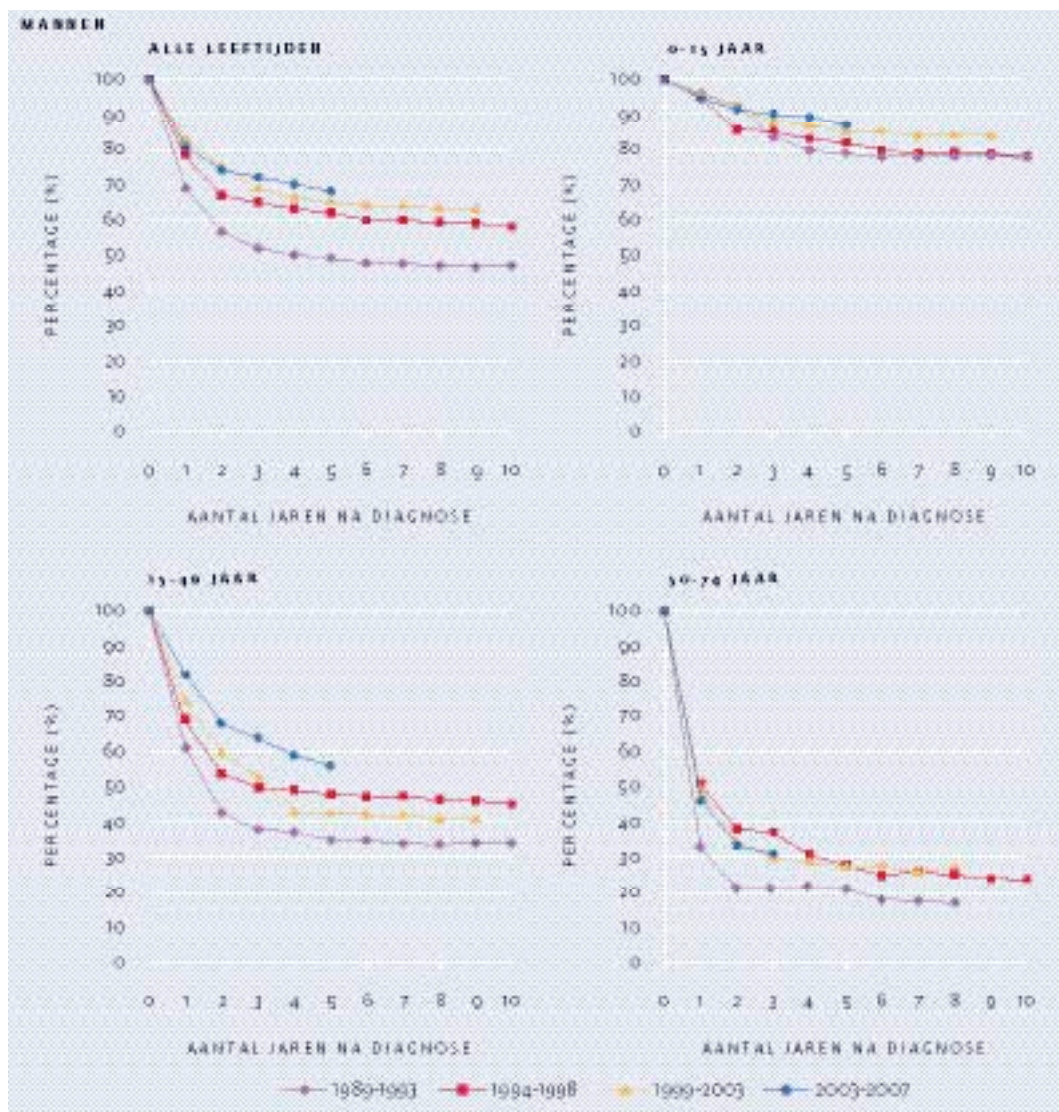 MANNEN
ALLE LEEFTIJDEN
0-15 JAAR
100
90
80
70
60
50
40
30
20
10
0
PERCENTAGE (%)
0 1 2 3 4 5 6 7 8 9 10
AANTAL JAREN NA DIAGNOSE
100
90
80
70
60
50
40
30
20
10
0
PERCENTAGE (%)
0 1 2 3 4 5 6 7 8 9 10
AANTAL JAREN NA DIAGNOSE
15-49 JAAR
50-74 JAAR
100
90
80
70
60
50
40
30
20
10
0
PERCENTAGE (%)
0 1 2 3 4 5 6 7 8 9 10
AANTAL JAREN NA DIAGNOSE
100
90
80
70
60
50
40
30
20
10
0
PERCENTAGE (%)
0 1 2 3 4 5 6 7 8 9 10
AANTAL JAREN NA DIAGNOSE
1989-1993 1994-1998 1999-2003 2003-2007